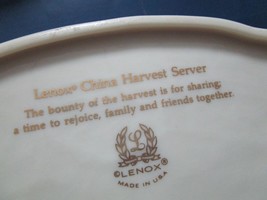 Lenox® China Harvest Server
The bounty of the harvest is for sharing;
a time to rejoice, family and friends together.
L
©LENOX®
MADE IN USA